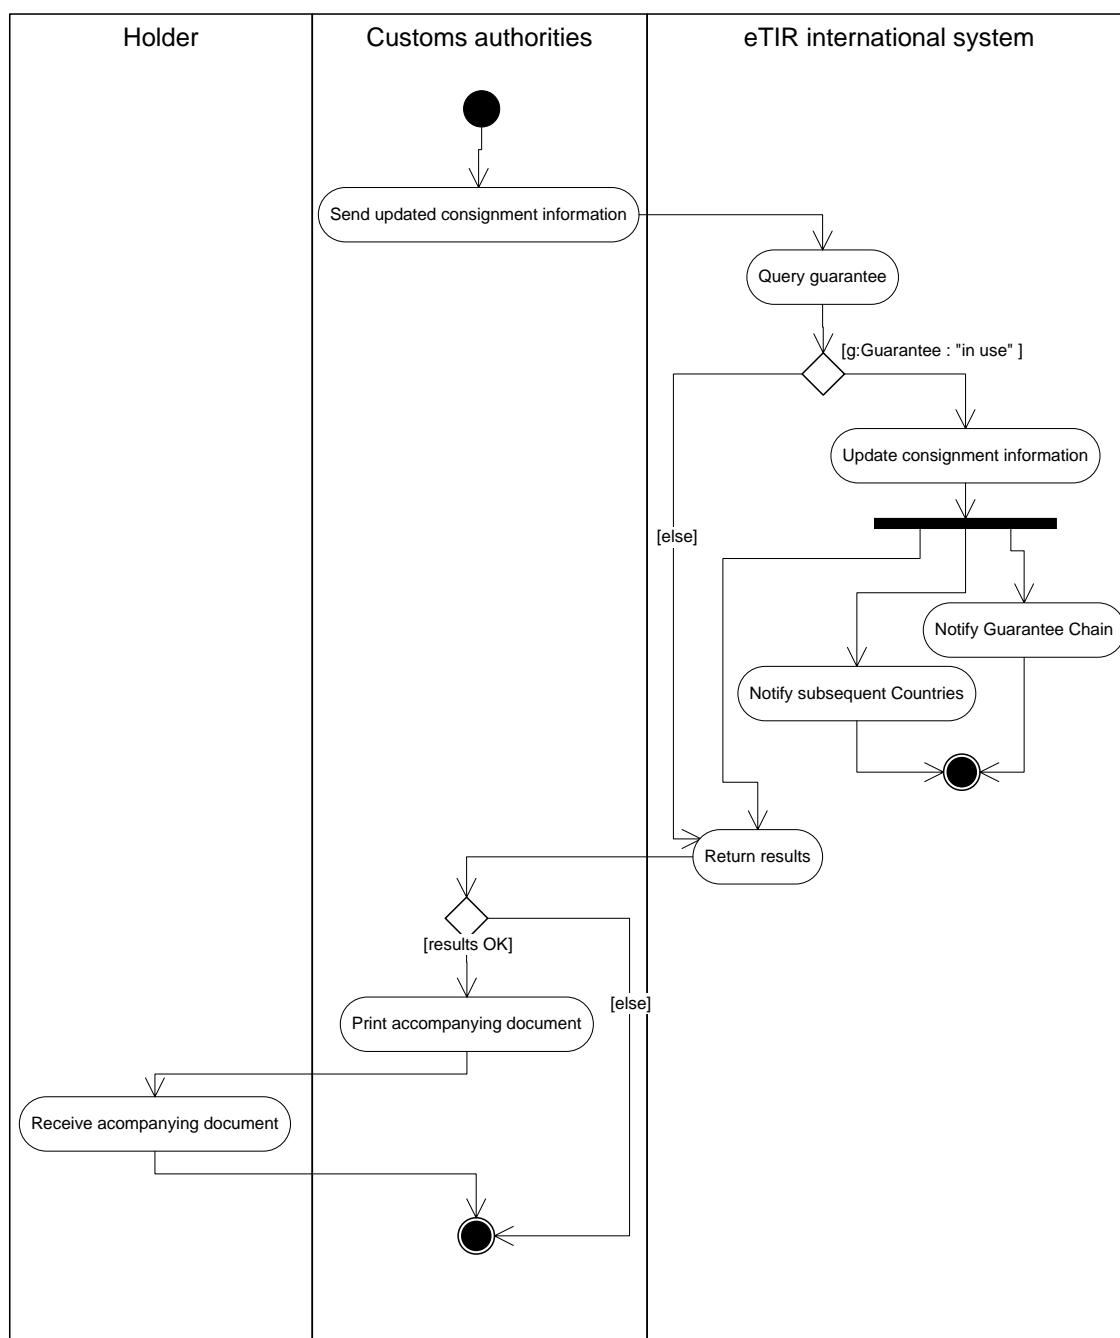 Holder
Customs authorities
eTIR international system
Send updated consignment information
Query guarantee
[g:Guarantee : "in use" ]
Update consignment information
[else]
Notify Guarantee Chain
Notify subsequent Countries
Return results
[results OK]
[else]
Print accompanying document
Receive acompanying document